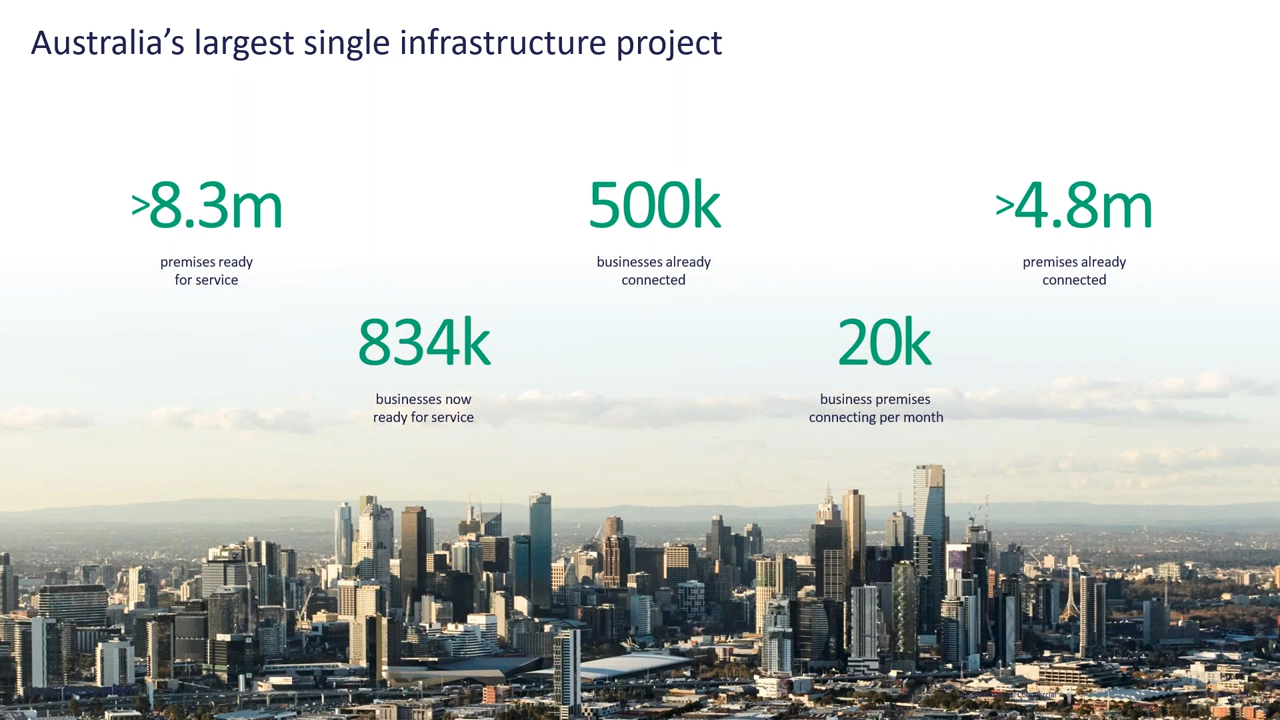 Australia’s largest single infrastructure project
>8.3m
premises ready
for service
500k
businesses already
connected
>4.8m
premises already
connected
834k
businesses now
ready for service
20k
business premises
connecting per month